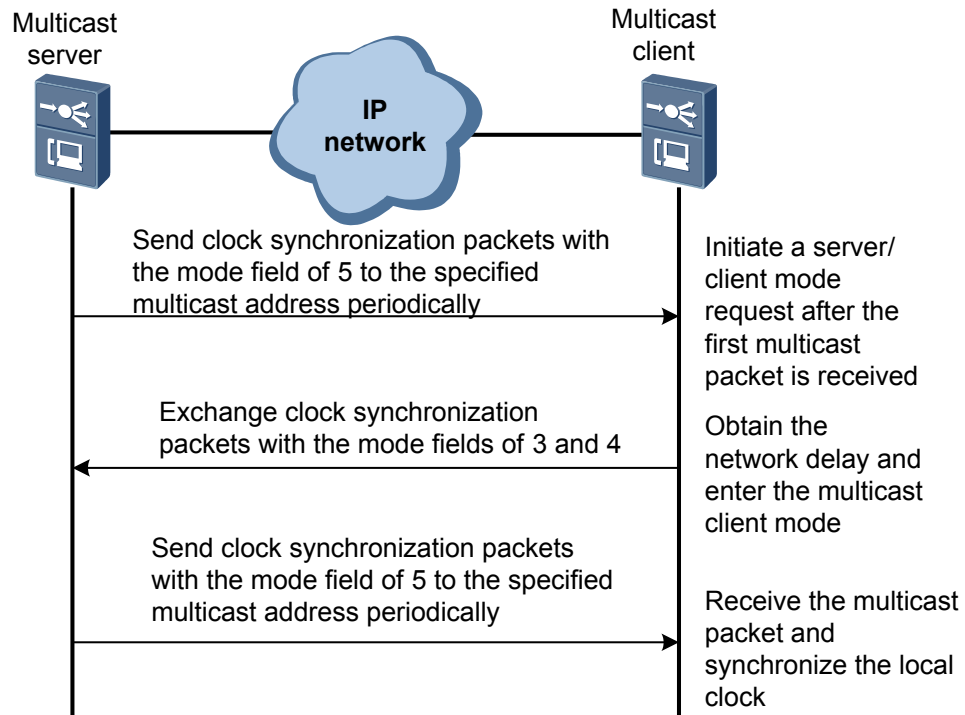 Multicast
server
Multicast
client
IP
network
Send clock synchronization packets with
the mode field of 5 to the specified
multicast address periodically
Initiate a server/
client mode
request after the
first multicast
packet is received
Exchange clock synchronization
packets with the mode fields of 3 and 4
Obtain the
network delay and
enter the multicast
client mode
Send clock synchronization packets
with the mode field of 5 to the specified
multicast address periodically
Receive the multicast
packet and
synchronize the local
clock